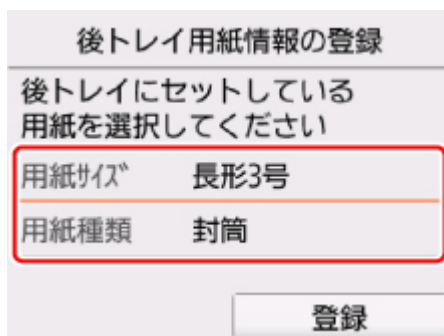 後トレイ用紙情報の登録
後トレイにセットしている
用紙を選択してください
用紙ｻｲｽﾞ 長形3号
用紙種類 封筒
登録